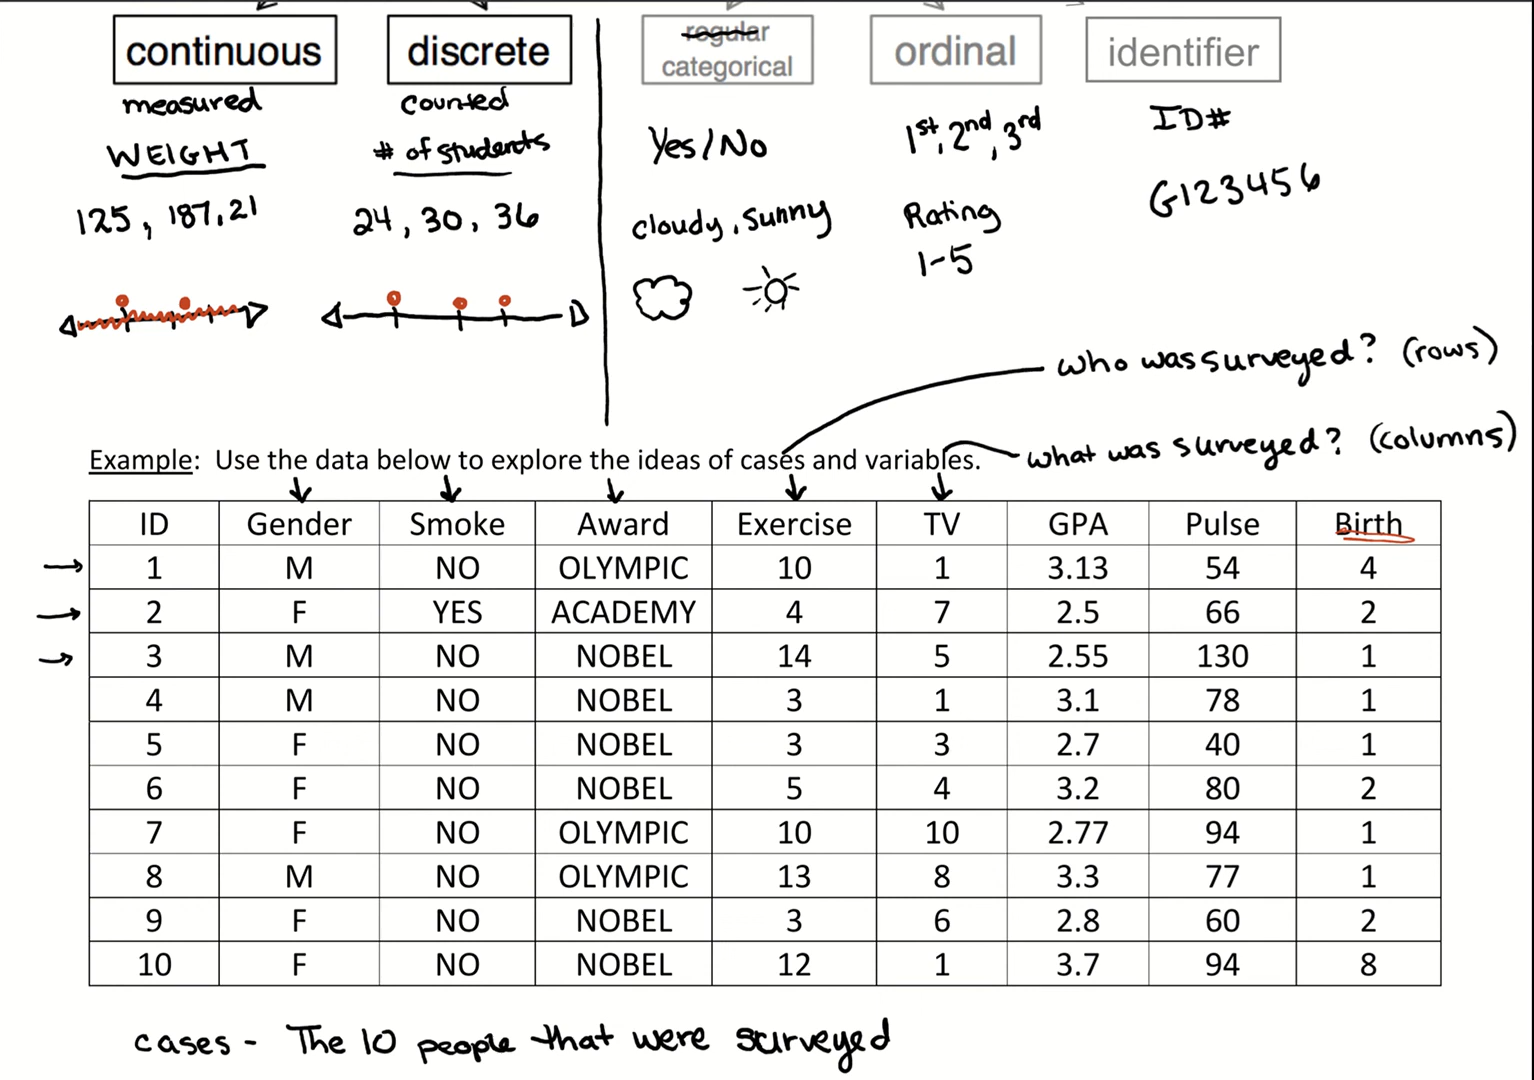 continuous discrete regular categorical ordinal identifier
measured counted Yes/No 1st, 2nd, 3rd ID#
WEIGHT # of students
125, 187.21 24, 30, 36 cloudy, sunny Rating 1-5 G123456
who was surveyed? (rows)
what was surveyed? (columns)
Example: Use the data below to explore the ideas of cases and variables.
ID Gender Smoke Award Exercise TV GPA Pulse Birth
1 M NO OLYMPIC 10 1 3.13 54 4
2 F YES ACADEMY 4 7 2.5 66 2
3 M NO NOBEL 14 5 2.55 130 1
4 M NO NOBEL 3 1 3.1 78 1
5 F NO NOBEL 3 3 2.7 40 1
6 F NO NOBEL 5 4 3.2 80 2
7 F NO OLYMPIC 10 10 2.77 94 1
8 M NO OLYMPIC 13 8 3.3 77 1
9 F NO NOBEL 3 6 2.8 60 2
10 F NO NOBEL 12 1 3.7 94 8
cases - The 10 people that were surveyed